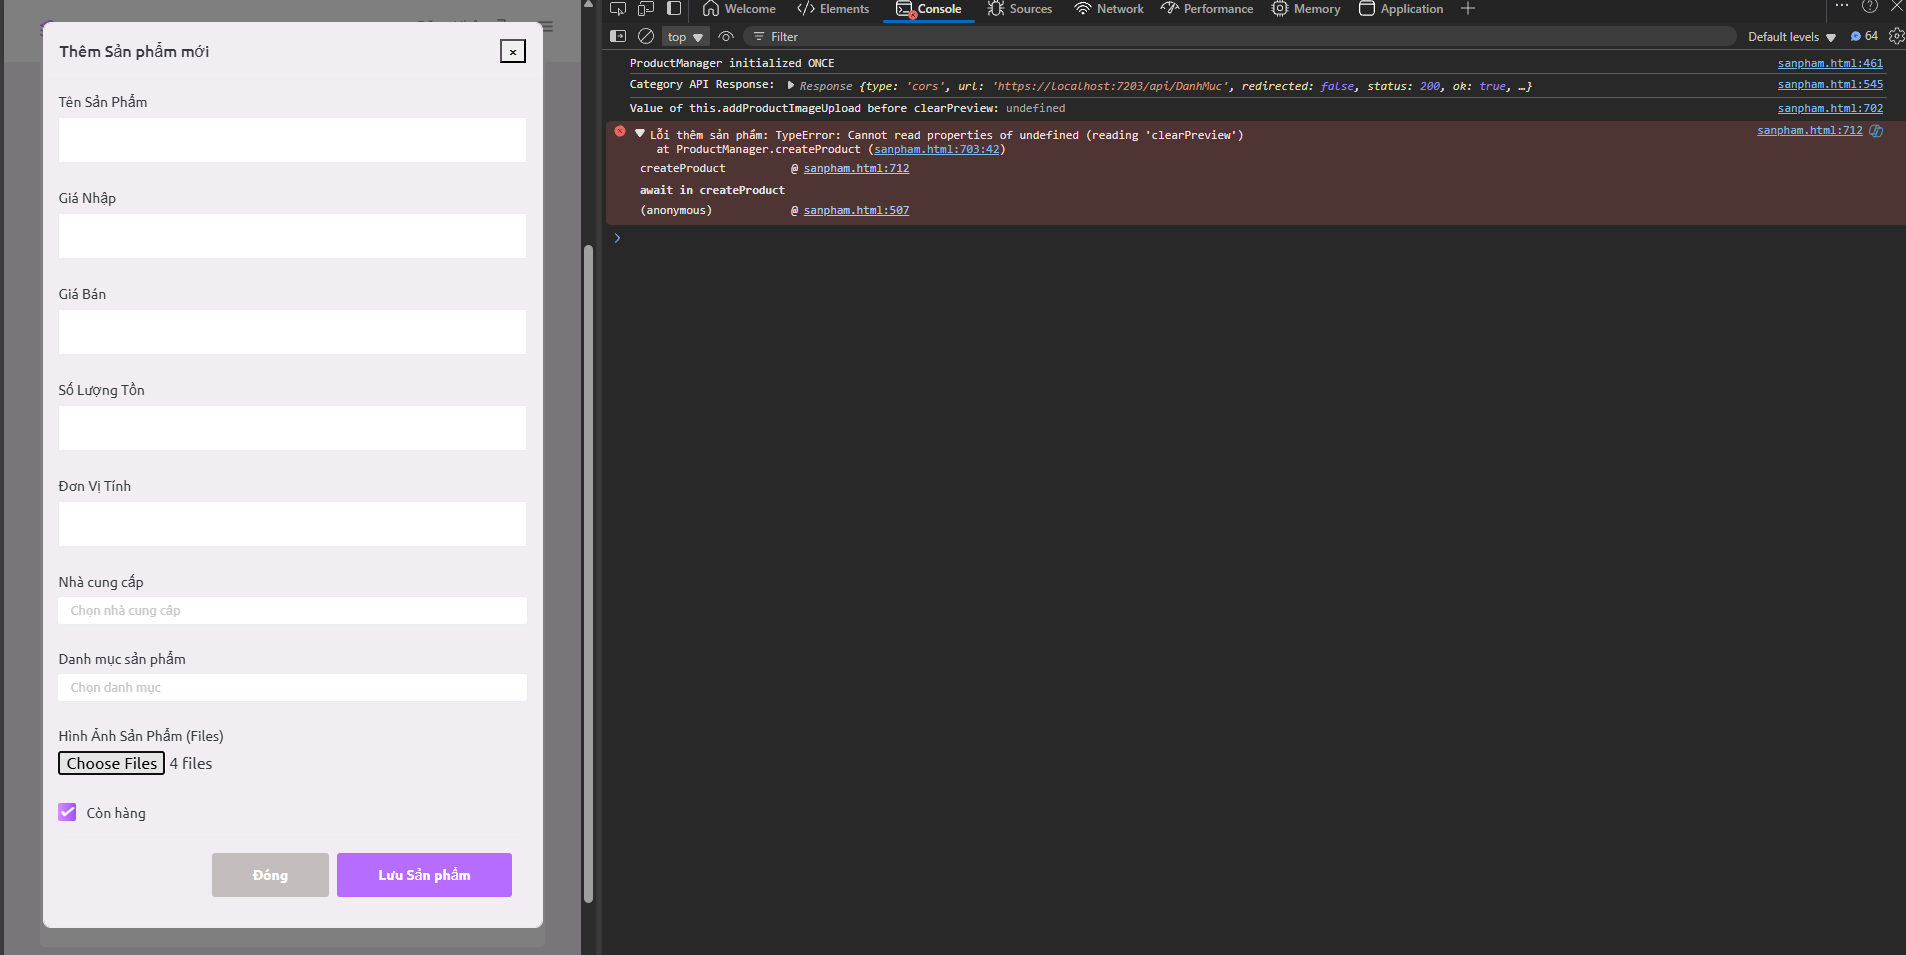 Thêm Sản phẩm mới
×
Tên Sản Phẩm
Giá Nhập
Giá Bán
Số Lượng Tồn
Đơn Vị Tính
Nhà cung cấp
Chọn nhà cung cấp
Danh mục sản phẩm
Chọn danh mục
Hình Ảnh Sản Phẩm (Files)
Choose Files 4 files
Còn hàng
Đóng Lưu Sản phẩm
Welcome Elements Console Sources Network Performance Memory Application
top Filter Default levels 64
ProductManager initialized ONCE sanpham.html:461
Category API Response: Response {type: 'cors', url: 'https://localhost:7203/api/DanhMuc', redirected: false, status: 200, ok: true, …} sanpham.html:545
Value of this.addProductImageUpload before clearPreview: undefined sanpham.html:702
Lỗi thêm sản phẩm: TypeError: Cannot read properties of undefined (reading 'clearPreview') sanpham.html:712
at ProductManager.createProduct (sanpham.html:703:42)
createProduct @ sanpham.html:712
await in createProduct
(anonymous) @ sanpham.html:507